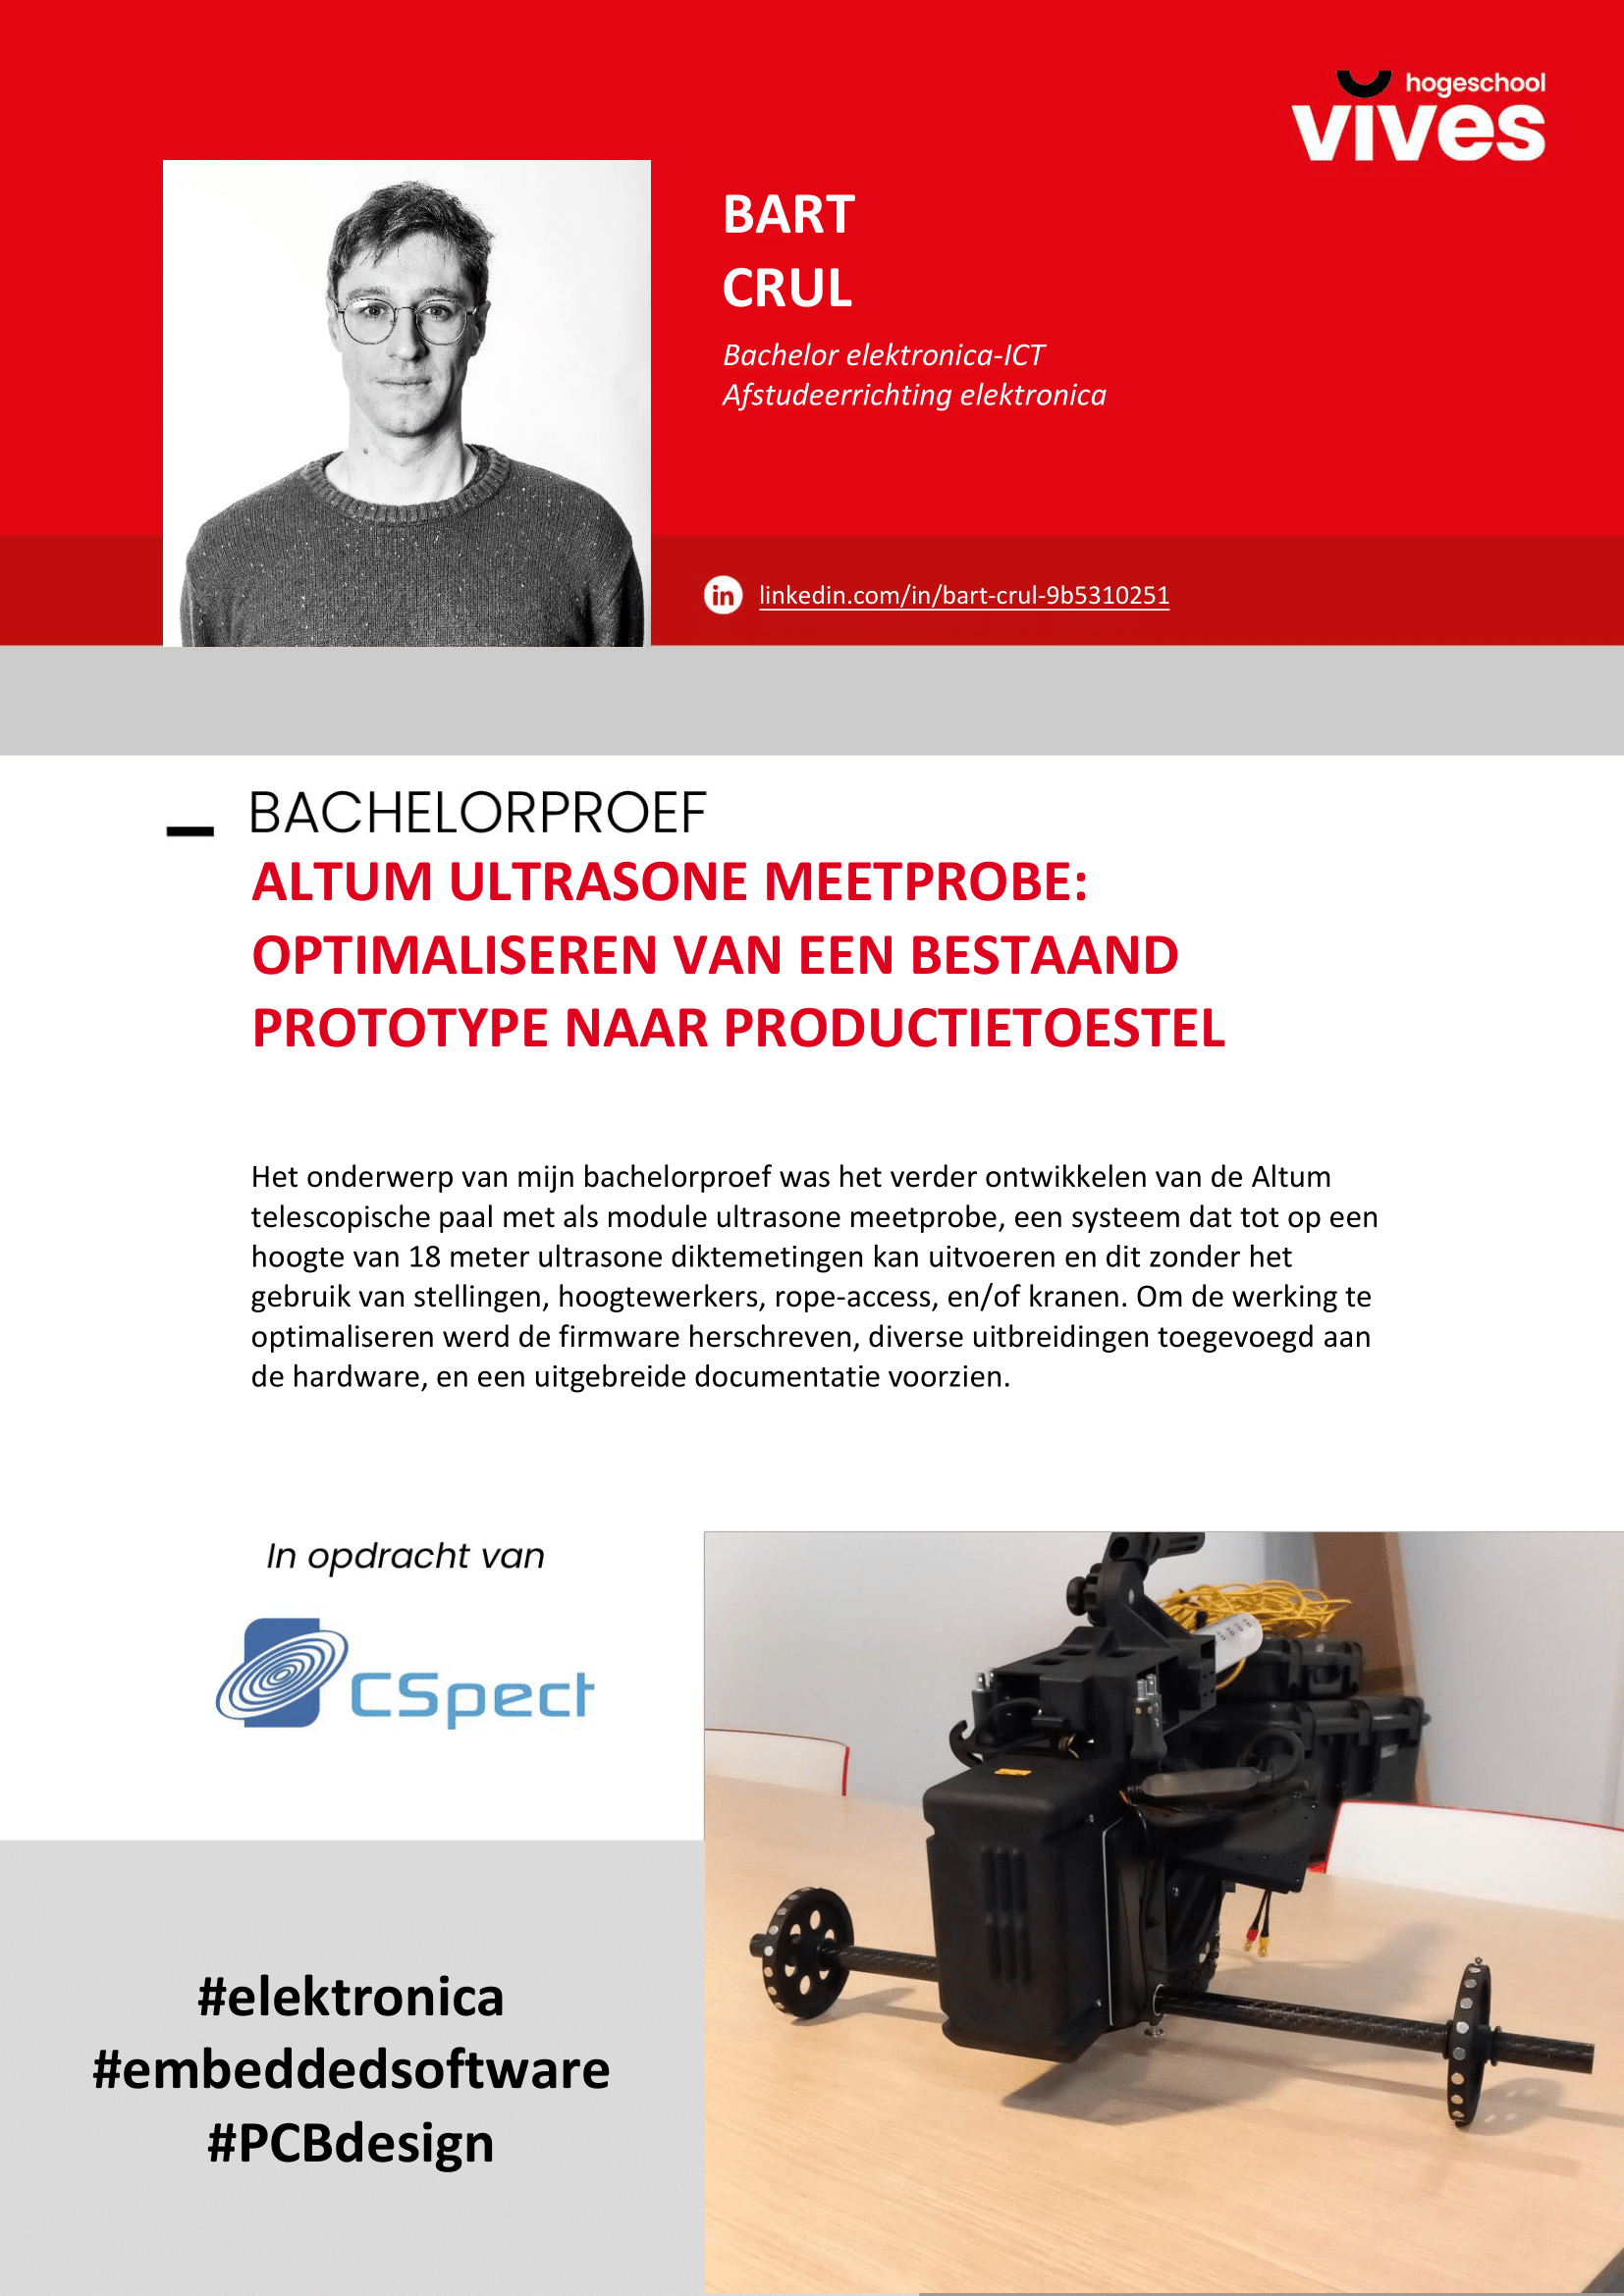 hogeschool
vives
BART
CRUL
Bachelor elektronica-ICT
Afstudeerrichting elektronica
in
linkedin.com/in/bart-crul-9b5310251
BACHELORPROEF
ALTUM ULTRASONE MEETPROBE:
OPTIMALISEREN VAN EEN BESTAAND
PROTOTYPE NAAR PRODUCTIETOESTEL
Het onderwerp van mijn bachelorproef was het verder ontwikkelen van de Altum
telescopische paal met als module ultrasone meetprobe, een systeem dat tot op een
hoogte van 18 meter ultrasone diktemetingen kan uitvoeren en dit zonder het
gebruik van stellingen, hoogtewerkers, rope-access, en/of kranen. Om de werking te
optimaliseren werd de firmware herschreven, diverse uitbreidingen toegevoegd aan
de hardware, en een uitgebreide documentatie voorzien.
In opdracht van
CSpect
#elektronica
#embeddedsoftware
#PCBdesign